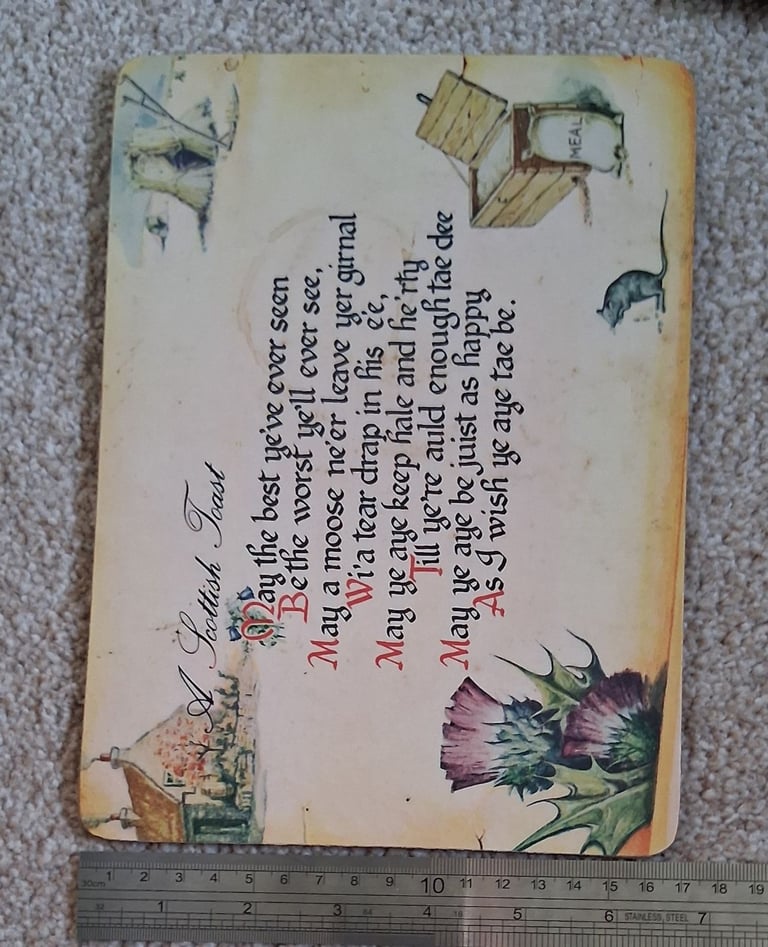 A Scottish Toast
May the best ye've ever seen
Be the worst ye'll ever see,
May a moose ne'er leave yer girnal
Wi' a tear drap in his e'e,
May ye aye keep hale and he'rty
Till ye're auld enough tae dee
May ye aye be juist as happy
As I wish ye aye tae be.
MEAL
30cm 1 2 3 4 5 6 7 8 9 10 11 12 13 14 15 16 17 18 19
32 1 2 3 64 4 16 5 6 STAINLESS, STEEL 7